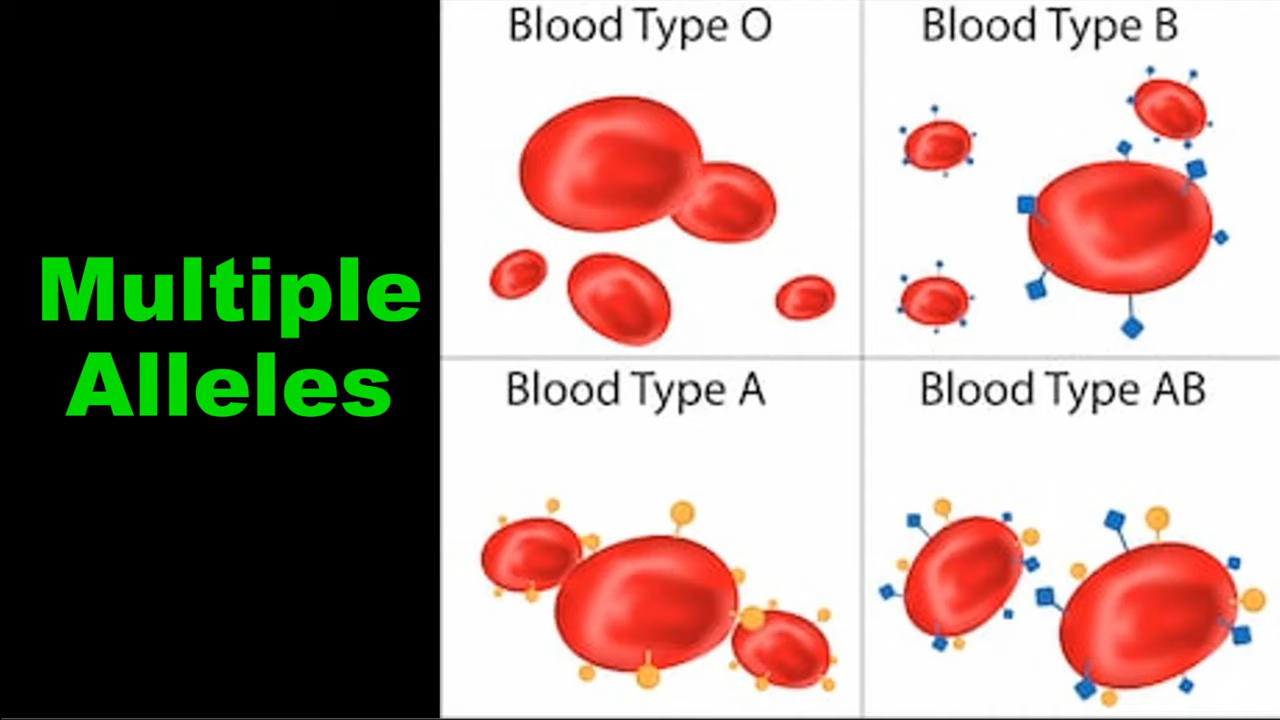 Multiple
Alleles
Blood Type O
Blood Type B
Blood Type A
Blood Type AB